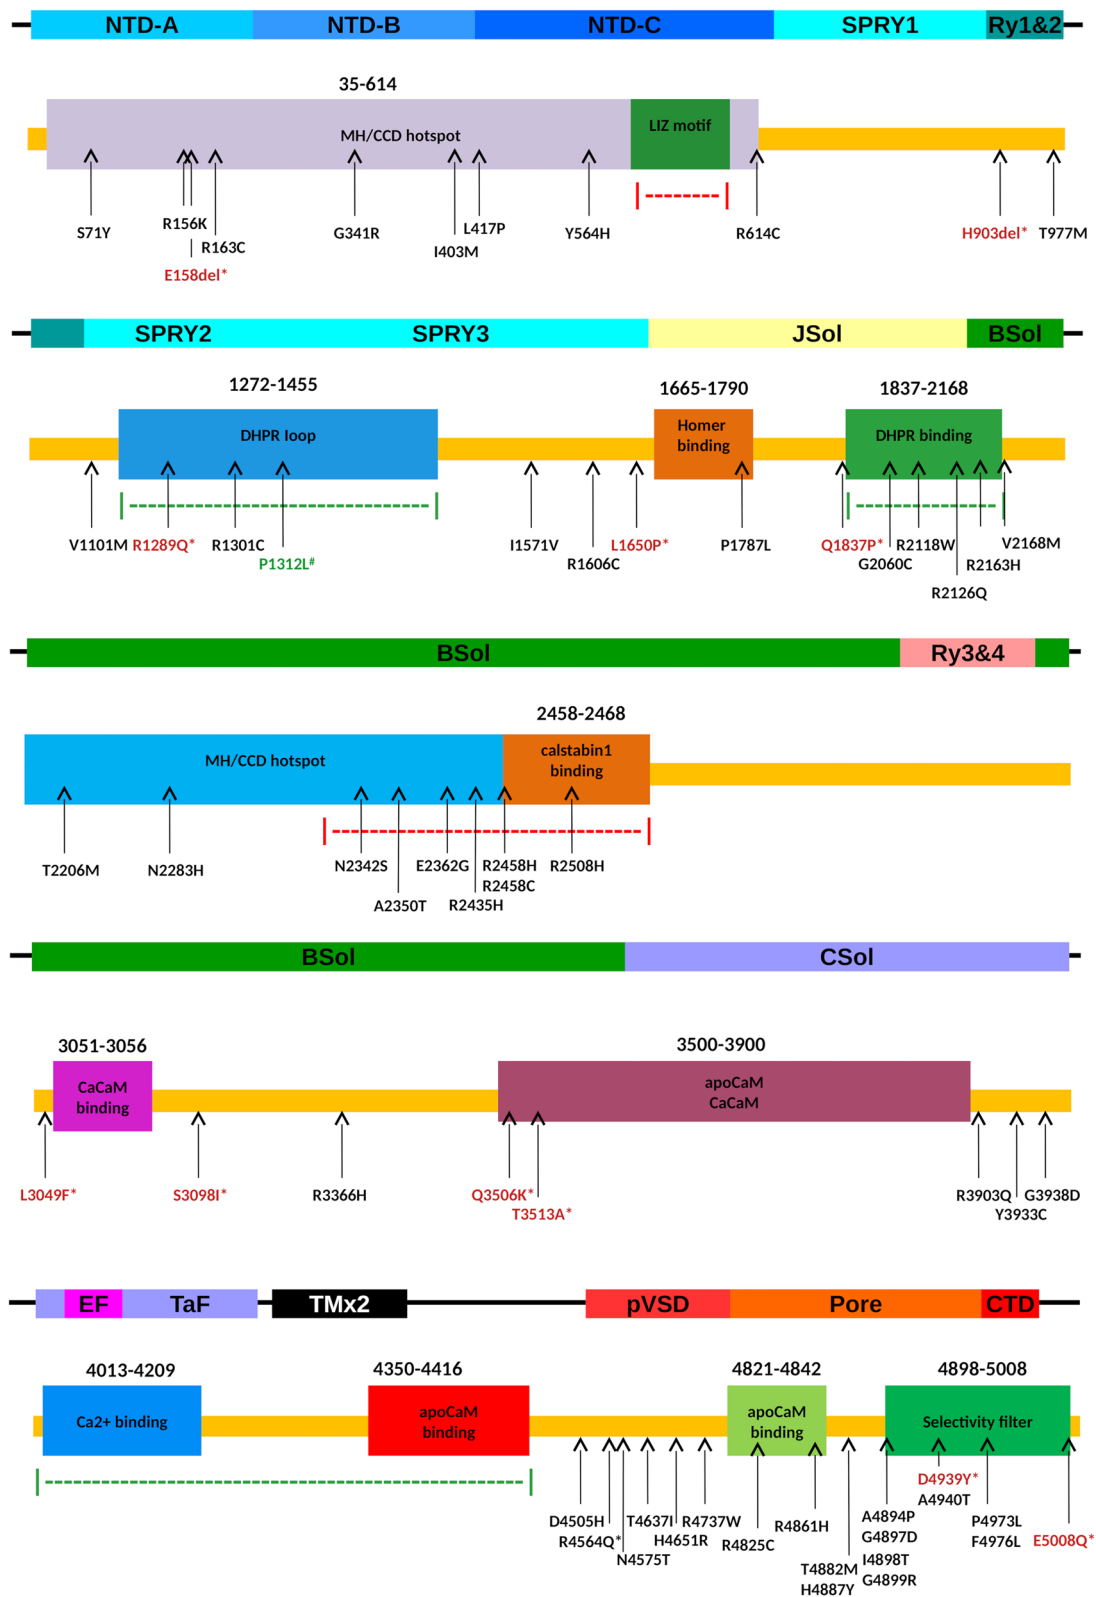 NTD-A NTD-B NTD-C SPRY1 Ry1&2
35-614
MH/CCD hotspot
LIZ motif
S71Y
R156K
E158del*
R163C
G341R
I403M
L417P
Y564H
R614C
H903del*
T977M
SPRY2 SPRY3 JSol BSol
1272-1455
1665-1790
1837-2168
DHPR loop
Homer
binding
DHPR binding
V1101M
R1289Q*
R1301C
P1312L#
I1571V
R1606C
L1650P*
P1787L
Q1837P*
G2060C
R2118W
R2126Q
R2163H
V2168M
BSol Ry3&4
2458-2468
MH/CCD hotspot
calstabin1
binding
T2206M
N2283H
N2342S
A2350T
E2362G
R2435H
R2458H
R2458C
R2508H
BSol CSol
3051-3056
3500-3900
CaCaM
binding
apoCaM
CaCaM
L3049F*
S3098I*
R3366H
Q3506K*
T3513A*
R3903Q
Y3933C
G3938D
EF TaF TMx2 pVSD Pore CTD
4013-4209
4350-4416
4821-4842
4898-5008
Ca2+ binding
apoCaM
binding
apoCaM
binding
Selectivity filter
D4505H
R4564Q*
N4575T
T4637I
H4651R
R4737W
R4825C
R4861H
T4882M
H4887Y
A4894P
G4897D
I4898T
G4899R
D4939Y*
A4940T
P4973L
F4976L
E5008Q*